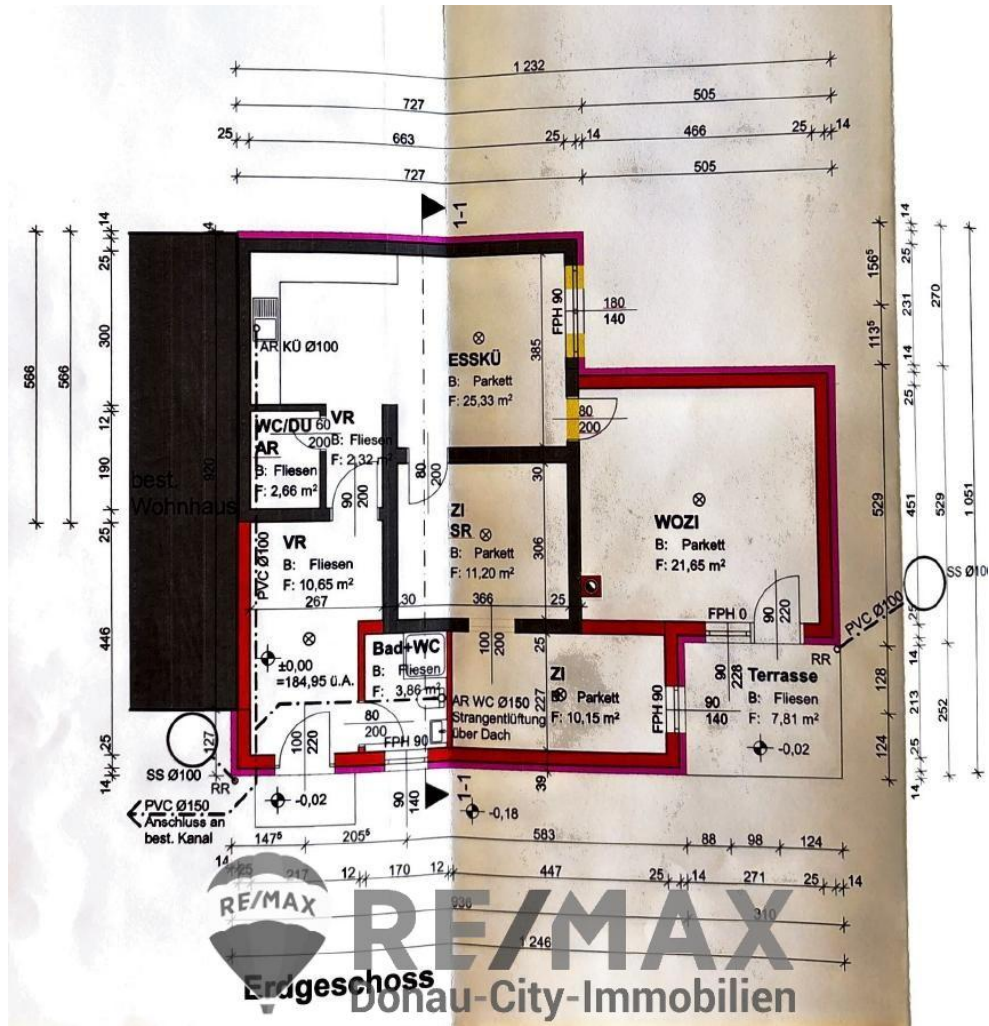 1 232
727
505
25
663
25
14
466
25
14
727
505
1-1
14
25
300
12
190
25
446
25
14
566
566
14
920
127
best.
Wohnhaus
AR KÜ Ø100
ESSKÜ
B: Parkett
F: 25,33 m²
385
FPH 90
180
140
80
200
WC/DU
AR
B: Fliesen
F: 2,66 m²
60
200
VR
B: Fliesen
F: 2,32 m²
90
200
80
200
30
ZI
SR
B: Parkett
F: 11,20 m²
306
WOZI
B: Parkett
F: 21,65 m²
VR
B: Fliesen
F: 10,65 m²
PVC Ø100
267
30
366
25
±0,00
=184,95 ü.A.
Bad+WC
B: Fliesen
F: 3,86 m²
80
200
FPH 90
100
220
100
200
25
227
39
AR WC Ø150
Strangentlüftung
über Dach
ZI
B: Parkett
F: 10,15 m²
FPH 90
90
140
FPH 0
90
220
90
228
Terrasse
B: Fliesen
F: 7,81 m²
-0,02
RR
PVC Ø100
SS Ø100
14
25
156⁵
231
270
113⁵
14
25
529
451
529
1 051
25
14
128
213
252
124
25
14
SS Ø100
RR
PVC Ø150
Anschluss an
best. Kanal
-0,02
90
140
1-1
-0,18
147⁵
205⁵
583
88
98
124
14
25
217
12
170
12
447
25
14
271
25
14
936
310
1 246
RE/MAX
RE/MAX
Erdgeschoss
Donau-City-Immobilien